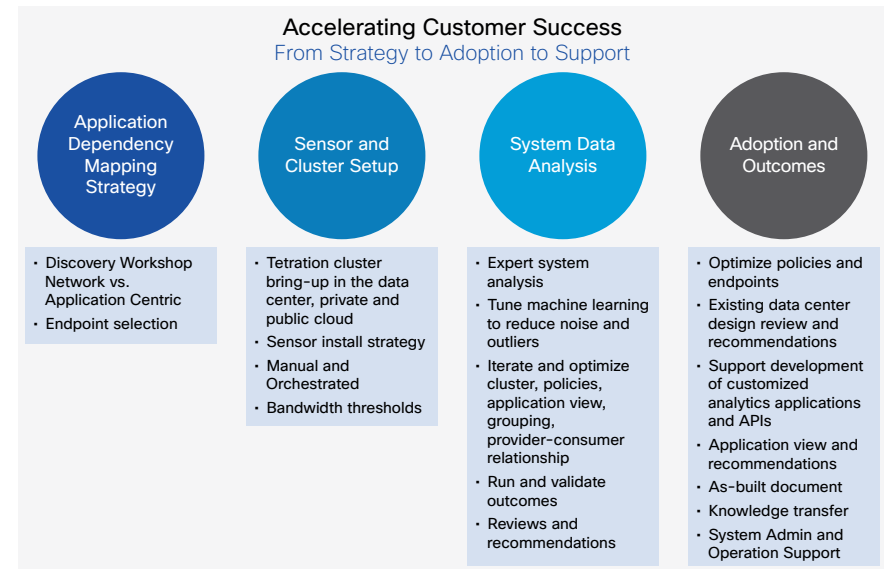 Accelerating Customer Success
From Strategy to Adoption to Support
Application
Dependency
Mapping
Strategy
Sensor and
Cluster Setup
System Data
Analysis
Adoption and
Outcomes
· Discovery Workshop
Network vs.
Application Centric
· Endpoint selection
· Tetration cluster
bring-up in the data
center, private and
public cloud
· Sensor install strategy
· Manual and
Orchestrated
· Bandwidth thresholds
· Expert system
analysis
· Tune machine learning
to reduce noise and
outliers
· Iterate and optimize
cluster, policies,
application view,
grouping,
provider-consumer
relationship
· Run and validate
outcomes
· Reviews and
recommendations
· Optimize policies and
endpoints
· Existing data center
design review and
recommendations
· Support development
of customized
analytics applications
and APIs
· Application view and
recommendations
· As-built document
· Knowledge transfer
· System Admin and
Operation Support